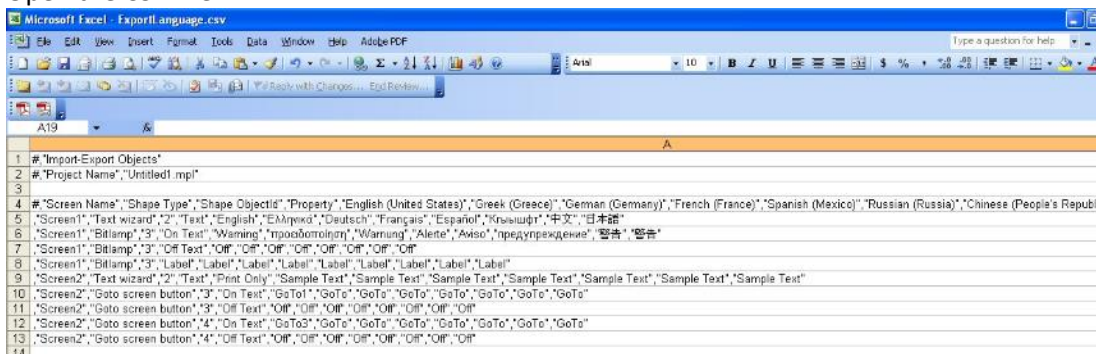 Microsoft Excel - ExportLanguage.csv
File Edit View Insert Format Tools Data Window Help Adobe PDF Type a question for help
Arial 10 B I U $ % ,
Reply with Changes... End Review...
A19 fx
A
1 #,"Import-Export Objects"
2 #,"Project Name","Untitled1.mpl"
3
4 #,"Screen Name","Shape Type","Shape ObjectId","Property","English (United States)","Greek (Greece)","German (Germany)","French (France)","Spanish (Mexico)","Russian (Russia)","Chinese (People's Republ
5 ,"Screen1","Text wizard","2","Text","English","Ελληνικά","Deutsch","Français","Español","Кгыышфт","中文","日本語"
6 ,"Screen1","Bitlamp","3","On Text","Warning","προειδοποίηση","Warnung","Alerte","Aviso","предупреждение","警告","警告"
7 ,"Screen1","Bitlamp","3","Off Text","Off","Off","Off","Off","Off","Off","Off","Off"
8 ,"Screen1","Bitlamp","3","Label","Label","Label","Label","Label","Label","Label","Label","Label"
9 ,"Screen2","Text wizard","2","Text","Print Only","Sample Text","Sample Text","Sample Text","Sample Text","Sample Text","Sample Text","Sample Text"
10 ,"Screen2","Goto screen button","3","On Text","GoTo1","GoTo","GoTo","GoTo","GoTo","GoTo","GoTo","GoTo"
11 ,"Screen2","Goto screen button","3","Off Text","Off","Off","Off","Off","Off","Off","Off","Off"
12 ,"Screen2","Goto screen button","4","On Text","GoTo3","GoTo","GoTo","GoTo","GoTo","GoTo","GoTo","GoTo"
13 ,"Screen2","Goto screen button","4","Off Text","Off","Off","Off","Off","Off","Off","Off","Off"
14